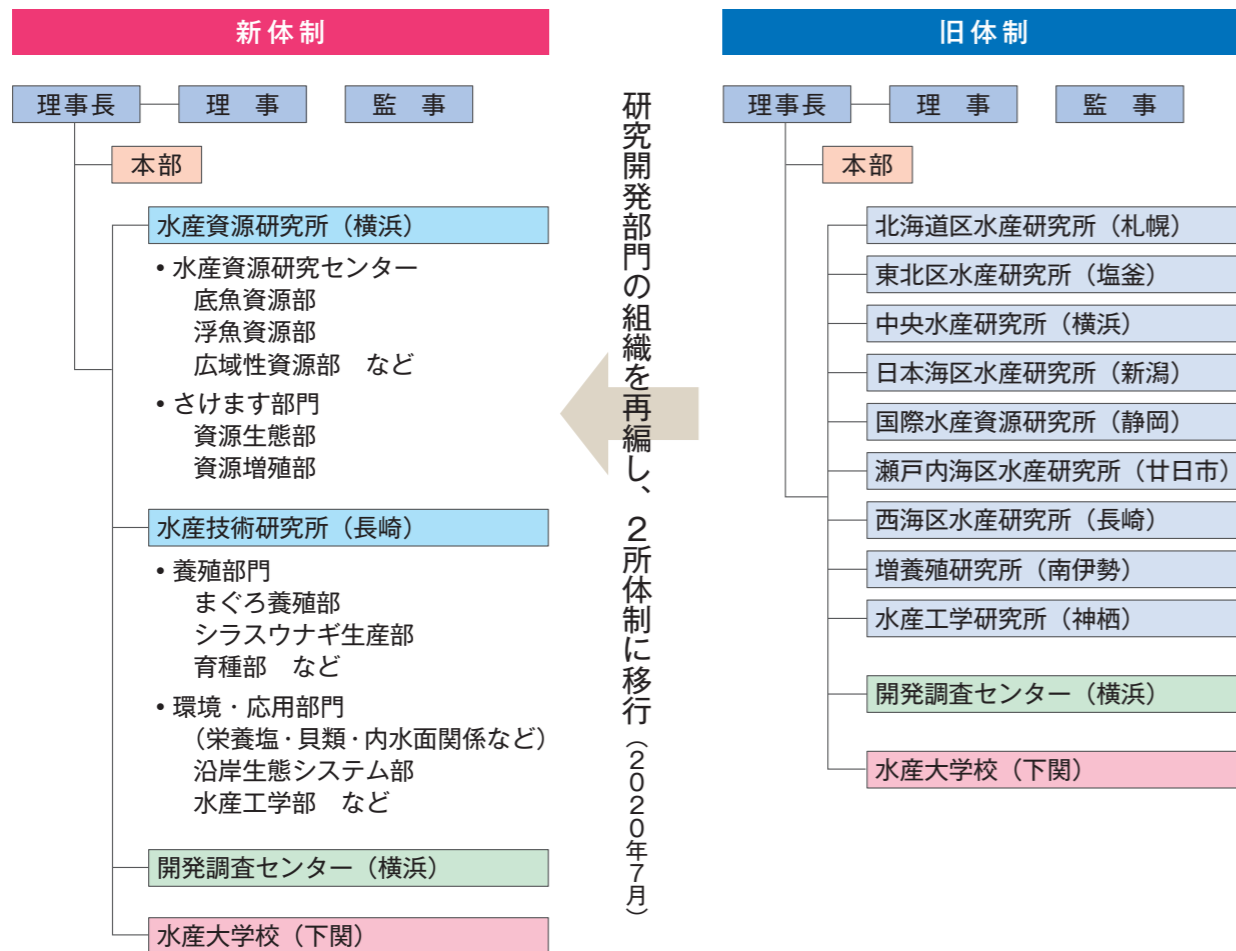 新体制
理事長
理　事
監　事
本部
水産資源研究所（横浜）
・水産資源研究センター
底魚資源部
浮魚資源部
広域性資源部　など
・さけます部門
資源生態部
資源増殖部
水産技術研究所（長崎）
・養殖部門
まぐろ養殖部
シラスウナギ生産部
育種部　など
・環境・応用部門
（栄養塩・貝類・内水面関係など）
沿岸生態システム部
水産工学部　など
開発調査センター（横浜）
水産大学校（下関）
研究開発部門の組織を再編し、2所体制に移行（2020年7月）
旧体制
理事長
理　事
監　事
本部
北海道区水産研究所（札幌）
東北区水産研究所（塩釜）
中央水産研究所（横浜）
日本海区水産研究所（新潟）
国際水産資源研究所（静岡）
瀬戸内海区水産研究所（廿日市）
西海区水産研究所（長崎）
増養殖研究所（南伊勢）
水産工学研究所（神栖）
開発調査センター（横浜）
水産大学校（下関）